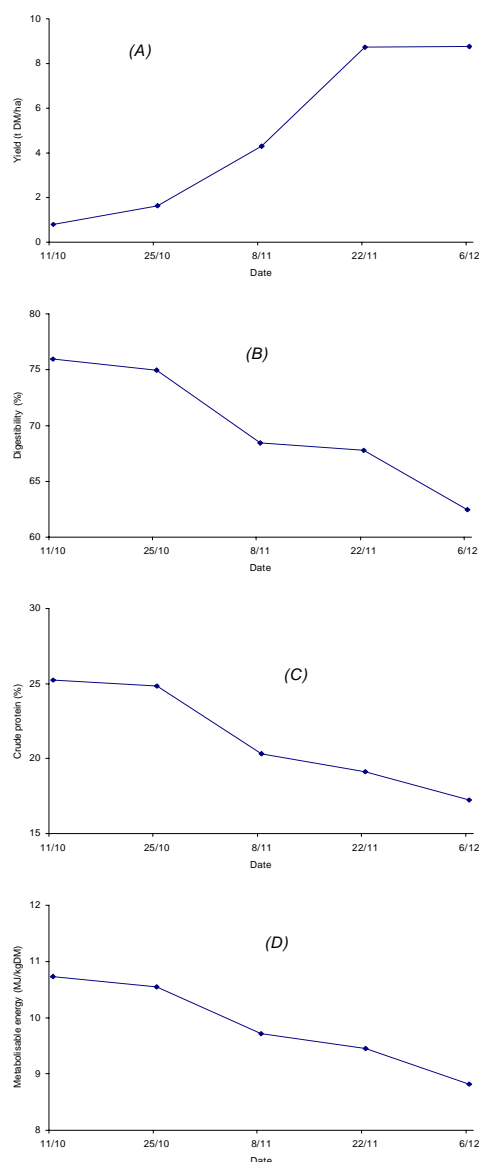 10
8
6
4
2
0
Yield (t DM/ha)
(A)
11/10 25/10 8/11 22/11 6/12
Date
80
75
70
65
60
Digestibility (%)
(B)
11/10 25/10 8/11 22/11 6/12
Date
30
25
20
15
Crude protein (%)
(C)
11/10 25/10 8/11 22/11 6/12
Date
12
11
10
9
8
Metabolisable energy (MJ/kgDM)
(D)
11/10 25/10 8/11 22/11 6/12
Date